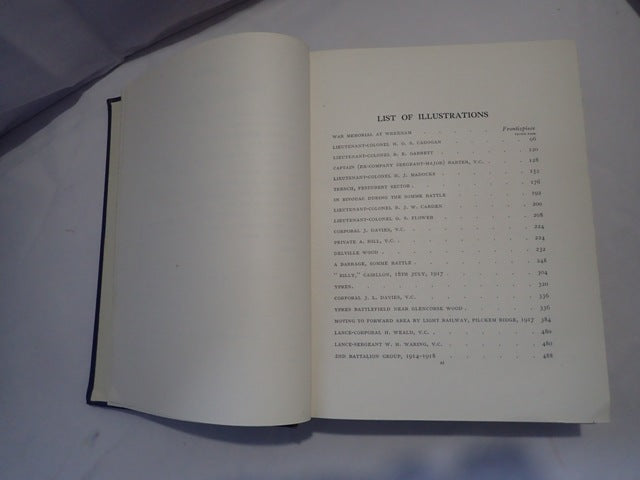 LIST OF ILLUSTRATIONS
WAR MEMORIAL AT WREXHAM Frontispiece
FACING PAGE
LIEUTENANT-COLONEL H. O. S. CADOGAN 66
LIEUTENANT-COLONEL R. E. GABBETT 120
CAPTAIN (EX-COMPANY SERGEANT-MAJOR) BARTER, V.C. 128
LIEUTENANT-COLONEL H. J. MADOCKS 152
TRENCH, FESTUBERT SECTOR 176
IN BIVOUAC DURING THE SOMME BATTLE 192
LIEUTENANT-COLONEL R. J. W. CARDEN 200
LIEUTENANT-COLONEL O. S. FLOWER 208
CORPORAL J. DAVIES, V.C. 224
PRIVATE A. HILL, V.C. 224
DELVILLE WOOD 232
A BARRAGE, SOMME BATTLE 248
"BILLY," CASSILON, 18TH JULY, 1917 304
YPRES 320
CORPORAL J. L. DAVIES, V.C. 336
YPRES BATTLEFIELD NEAR GLENCORSE WOOD 336
MOVING TO FORWARD AREA BY LIGHT RAILWAY, PILCKEM RIDGE, 1917 384
LANCE-CORPORAL H. WEALE, V.C. 480
LANCE-SERGEANT W. H. WARING, V.C. 480
2ND BATTALION GROUP, 1914-1918 488
xi